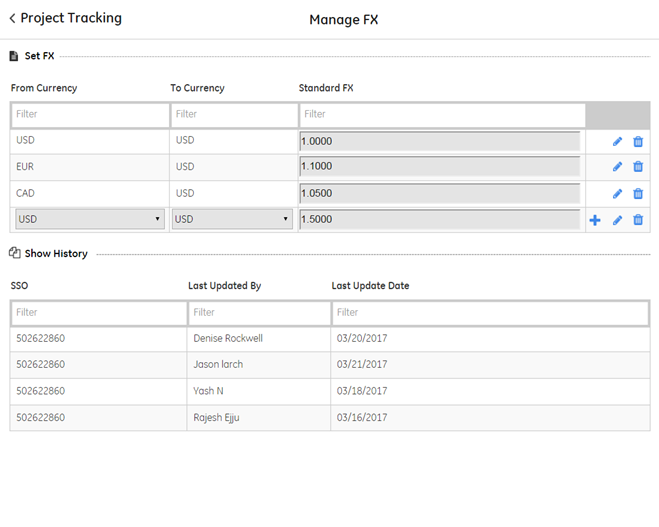 Project Tracking
Manage FX
Set FX
From Currency To Currency Standard FX
Filter Filter Filter
USD USD 1.0000
EUR USD 1.1000
CAD USD 1.0500
USD USD 1.5000
Show History
SSO Last Updated By Last Update Date
Filter Filter Filter
502622860 Denise Rockwell 03/20/2017
502622860 Jason larch 03/21/2017
502622860 Yash N 03/18/2017
502622860 Rajesh Ejju 03/16/2017